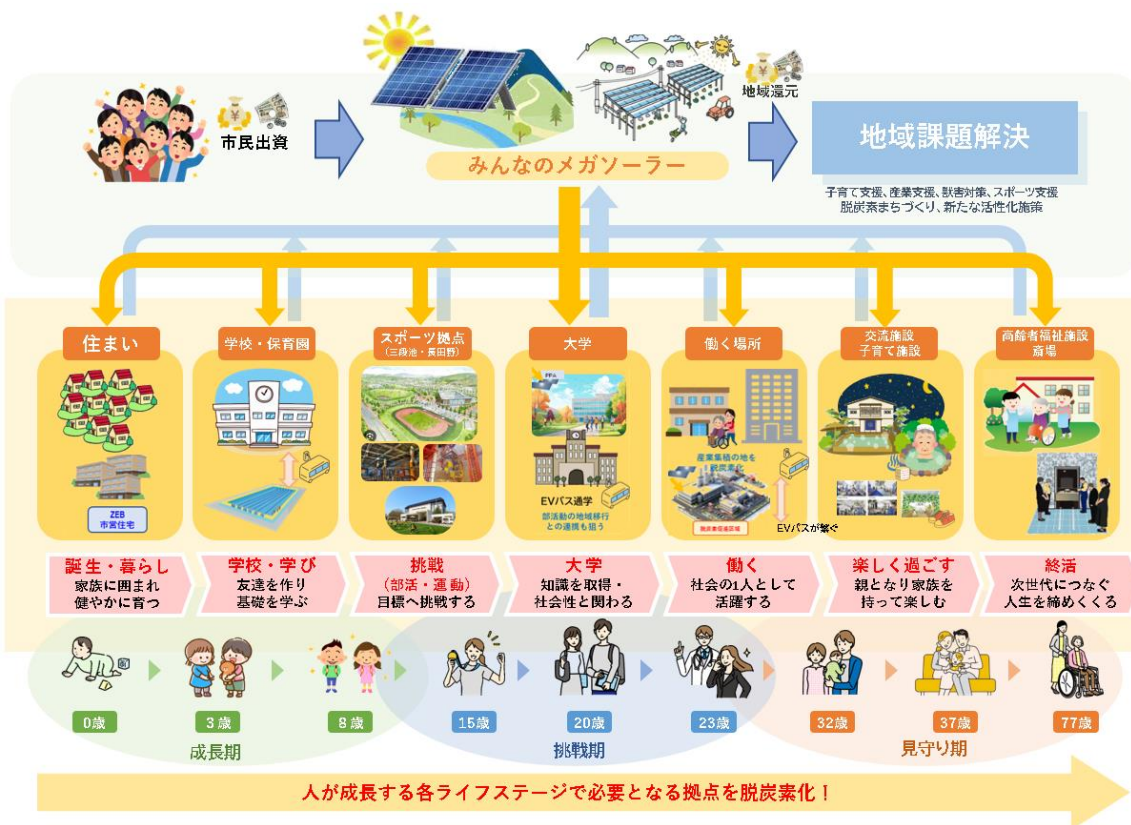 市民出資
地域還元
みんなのメガソーラー
地域課題解決
子育て支援、産業支援、獣害対策、スポーツ支援
脱炭素まちづくり、新たな活性化施策
住まい
学校・保育園
スポーツ拠点
(三段池・長田野)
大学
働く場所
交流施設
子育て施設
高齢者福祉施設
斎場
ZEB
市営住宅
EVバス通学
部活動の地域移行
との連携も狙う
産業集積の地を
脱炭素化
EVバスが繋ぐ
誕生・暮らし
家族に囲まれ
健やかに育つ
学校・学び
友達を作り
基礎を学ぶ
挑戦
(部活・運動)
目標へ挑戦する
大学
知識を取得・
社会性と関わる
働く
社会の1人として
活躍する
楽しく過ごす
親となり家族を
持って楽しむ
終活
次世代につなぐ
人生を締めくくる
0歳
3歳
8歳
15歳
20歳
23歳
32歳
37歳
77歳
成長期
挑戦期
見守り期
人が成長する各ライフステージで必要となる拠点を脱炭素化！